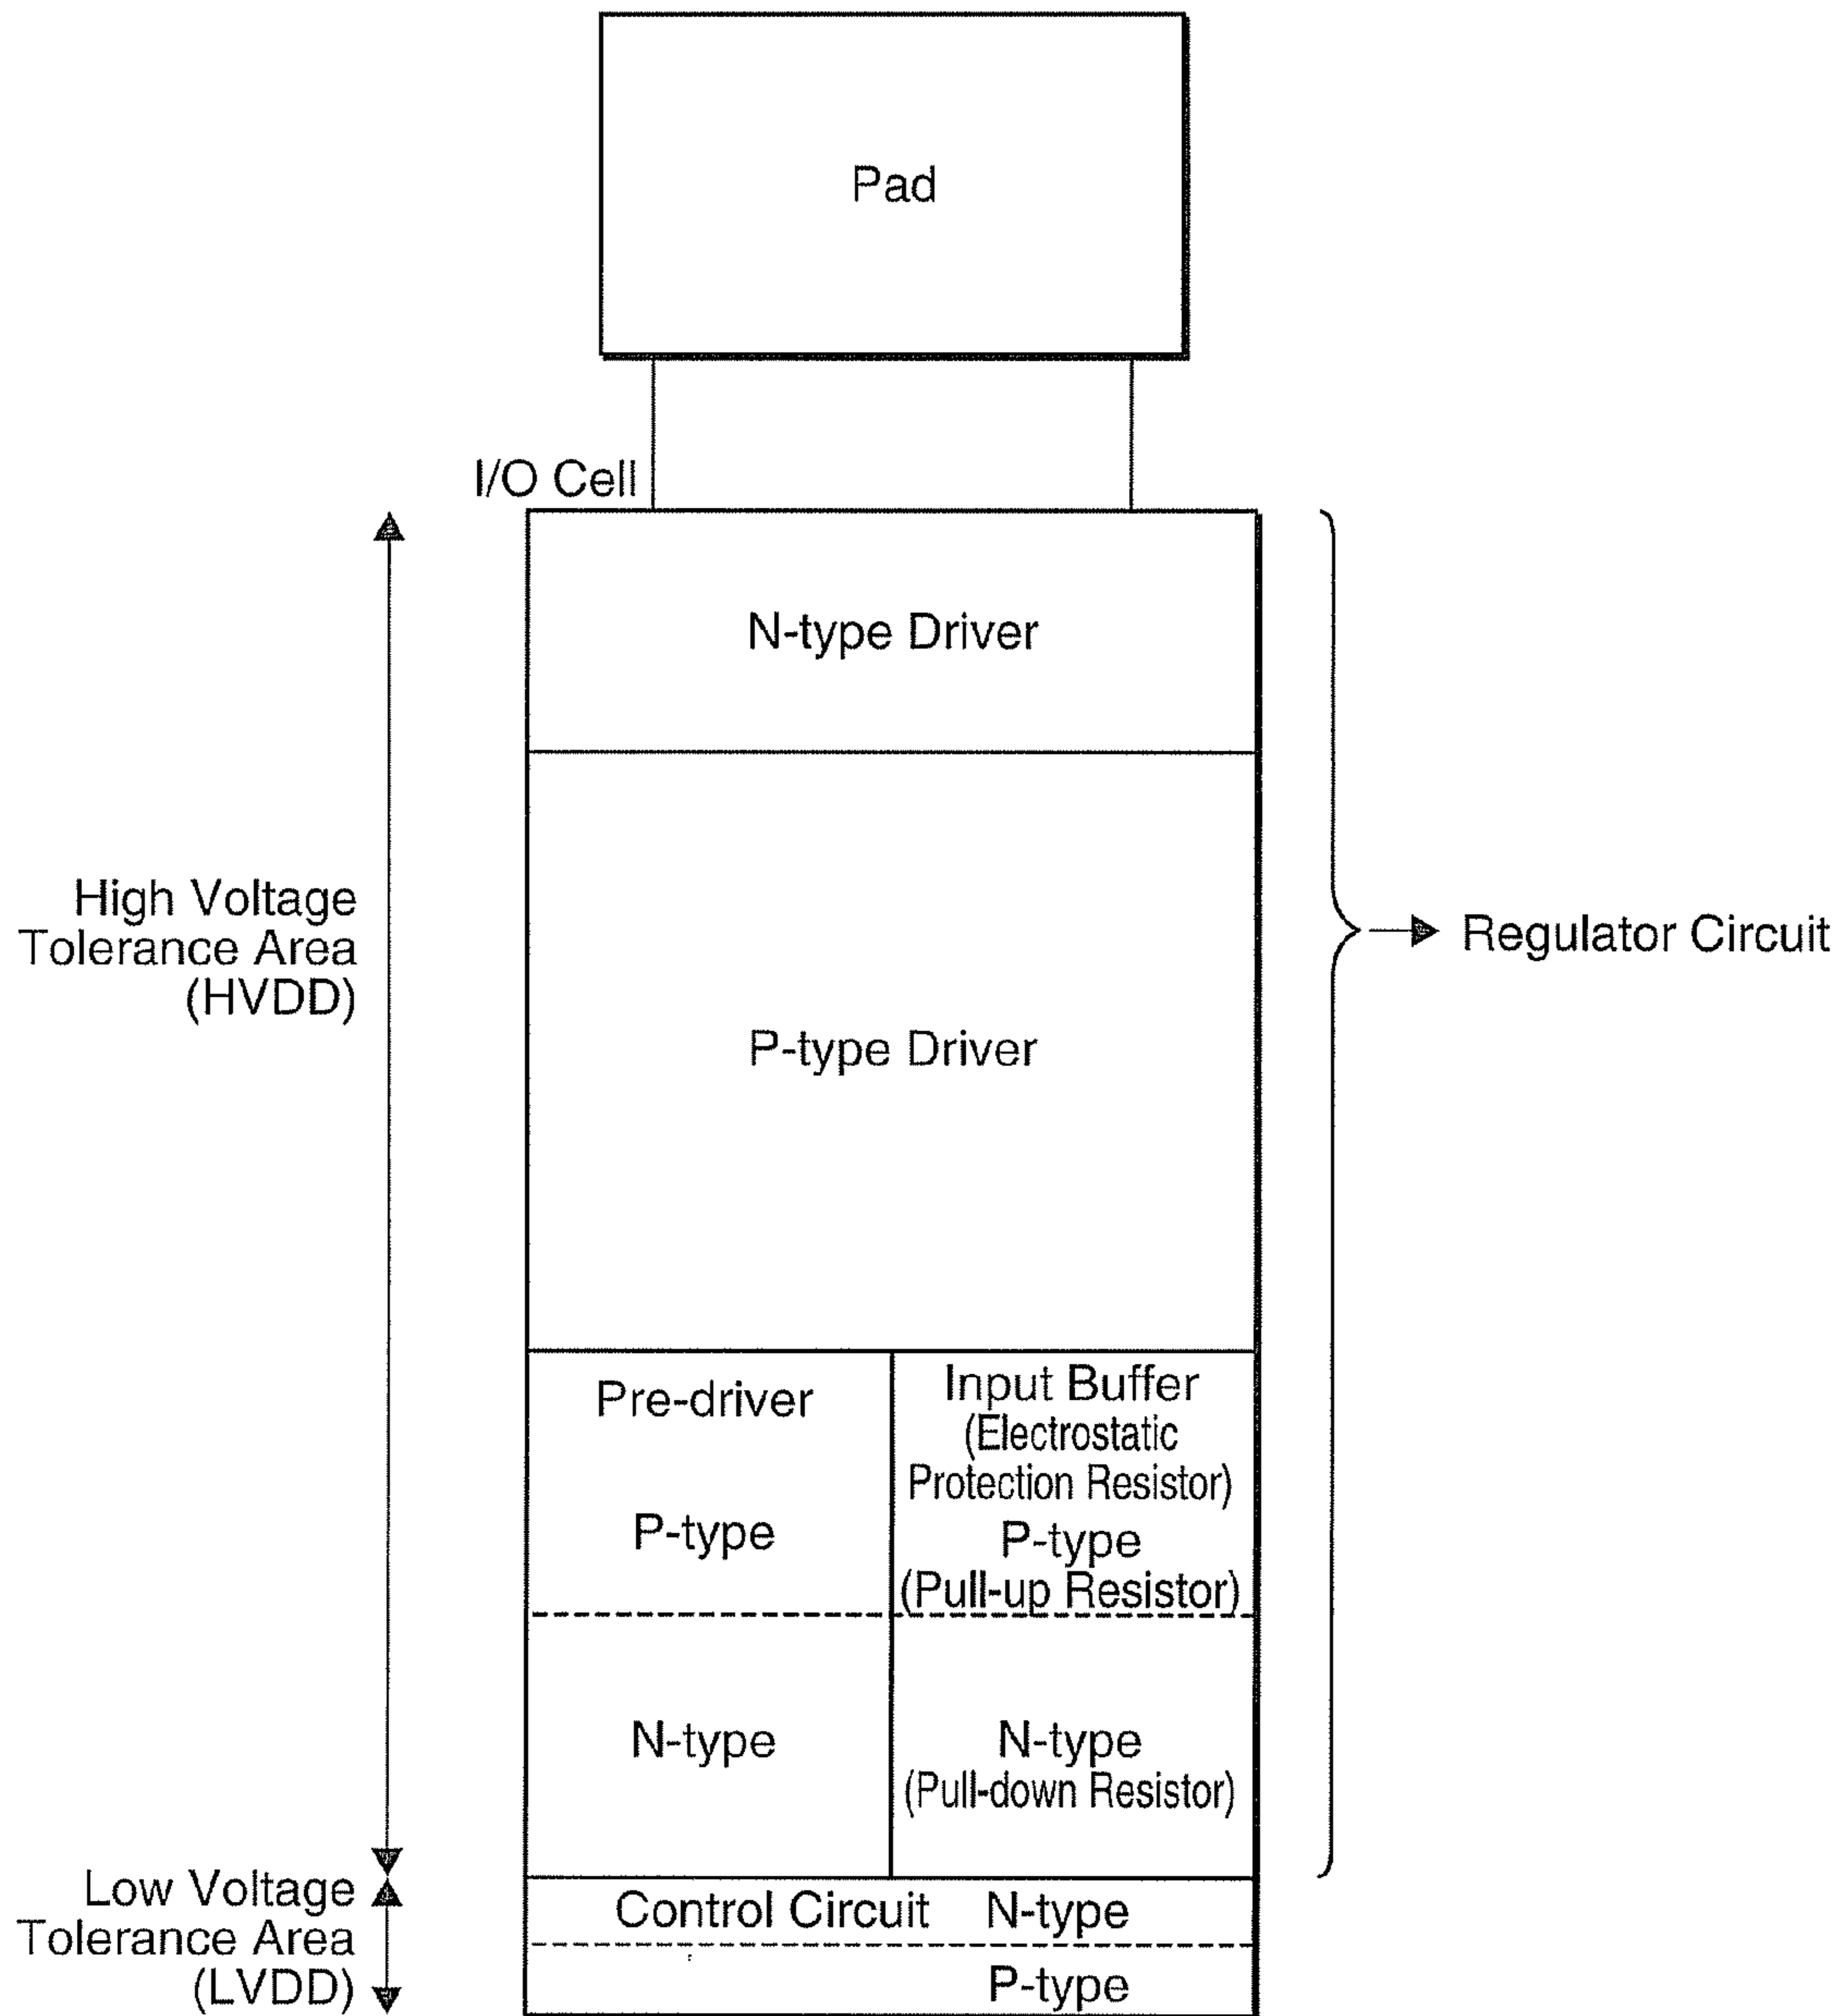 Pad
I/O Cell
N-type Driver
High Voltage
Tolerance Area
(HVDD)
Regulator Circuit
P-type Driver
Pre-driver
P-type
N-type
Input Buffer
(Electrostatic
Protection Resistor)
P-type
(Pull-up Resistor)
N-type
(Pull-down Resistor)
Low Voltage
Tolerance Area
(LVDD)
Control Circuit N-type
P-type